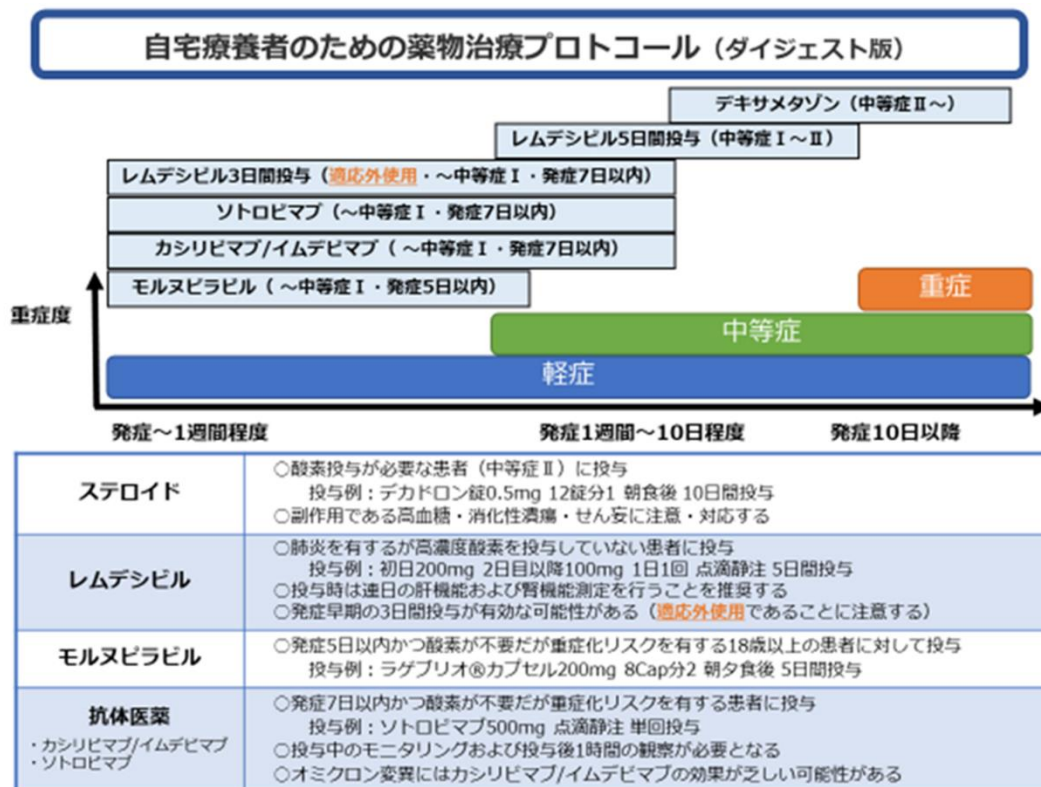 自宅療養者のための薬物治療プロトコール（ダイジェスト版）
デキサメタゾン（中等症Ⅱ～）
レムデシビル5日間投与（中等症Ⅰ～Ⅱ）
レムデシビル3日間投与（適応外使用・～中等症Ⅰ・発症7日以内）
ソトロビマブ（～中等症Ⅰ・発症7日以内）
カシリビマブ/イムデビマブ（ ～中等症Ⅰ・発症7日以内）
モルヌピラビル（ ～中等症Ⅰ・発症5日以内）
重症度
重症
中等症
軽症
発症～1週間程度
発症1週間～10日程度
発症10日以降
ステロイド
○酸素投与が必要な患者（中等症Ⅱ）に投与
投与例：デカドロン錠0.5mg 12錠分1 朝食後 10日間投与
○副作用である高血糖・消化性潰瘍・せん妄に注意・対応する
レムデシビル
○肺炎を有するが高濃度酸素を投与していない患者に投与
投与例：初日200mg 2日目以降100mg 1日1回 点滴静注 5日間投与
○投与時は連日の肝機能および腎機能測定を行うことを推奨する
○発症早期の3日間投与が有効な可能性がある（適応外使用であることに注意する）
モルヌピラビル
○発症5日以内かつ酸素が不要だが重症化リスクを有する18歳以上の患者に対して投与
投与例：ラゲブリオ®カプセル200mg 8Cap分2 朝夕食後 5日間投与
抗体医薬
・カシリビマブ/イムデビマブ
・ソトロビマブ
○発症7日以内かつ酸素が不要だが重症化リスクを有する患者に投与
投与例：ソトロビマブ500mg 点滴静注 単回投与
○投与中のモニタリングおよび投与後1時間の観察が必要となる
○オミクロン変異にはカシリビマブ/イムデビマブの効果が乏しい可能性がある